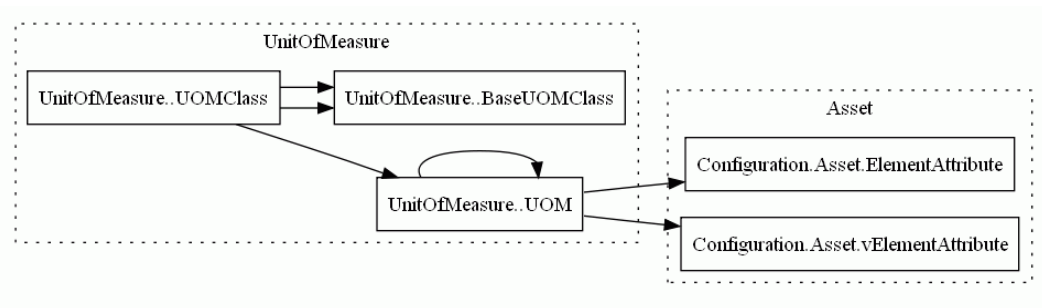 UnitOfMeasure
UnitOfMeasure..UOMClass
UnitOfMeasure..BaseUOMClass
UnitOfMeasure..UOM
Asset
Configuration.Asset.ElementAttribute
Configuration.Asset.vElementAttribute